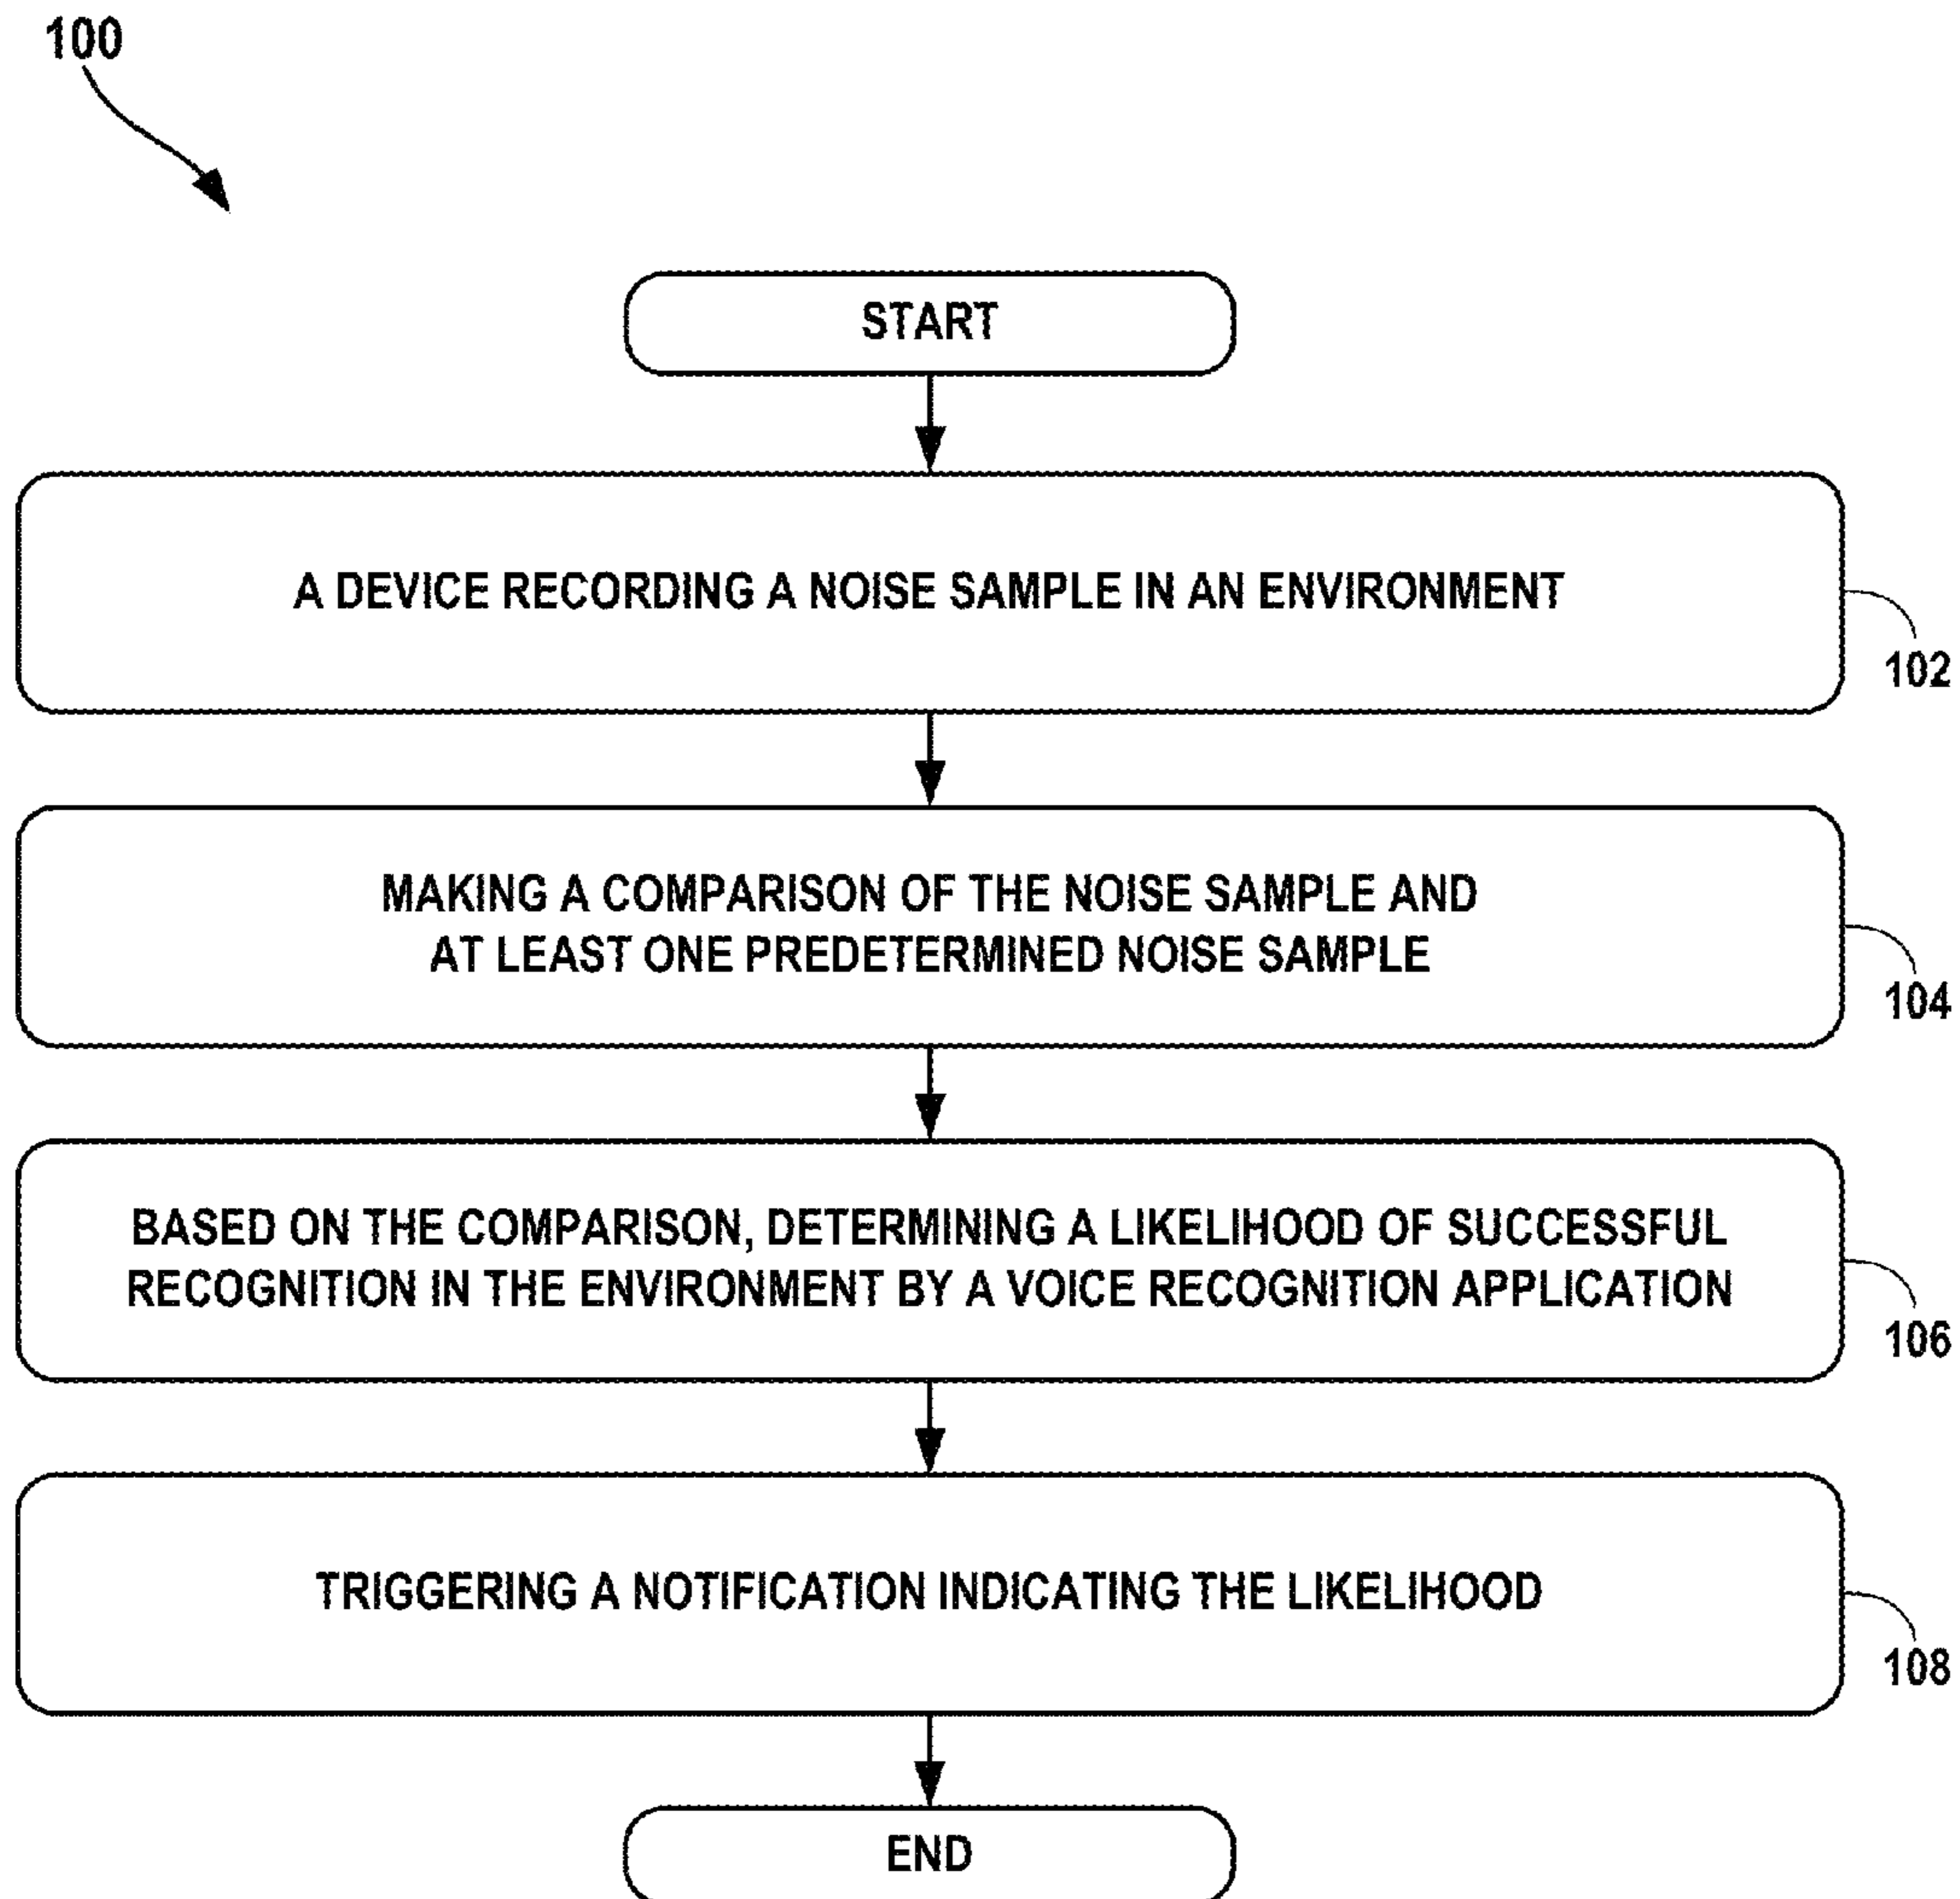 100
START
A DEVICE RECORDING A NOISE SAMPLE IN AN ENVIRONMENT
102
MAKING A COMPARISON OF THE NOISE SAMPLE AND
AT LEAST ONE PREDETERMINED NOISE SAMPLE
104
BASED ON THE COMPARISON, DETERMINING A LIKELIHOOD OF SUCCESSFUL
RECOGNITION IN THE ENVIRONMENT BY A VOICE RECOGNITION APPLICATION
106
TRIGGERING A NOTIFICATION INDICATING THE LIKELIHOOD
108
END